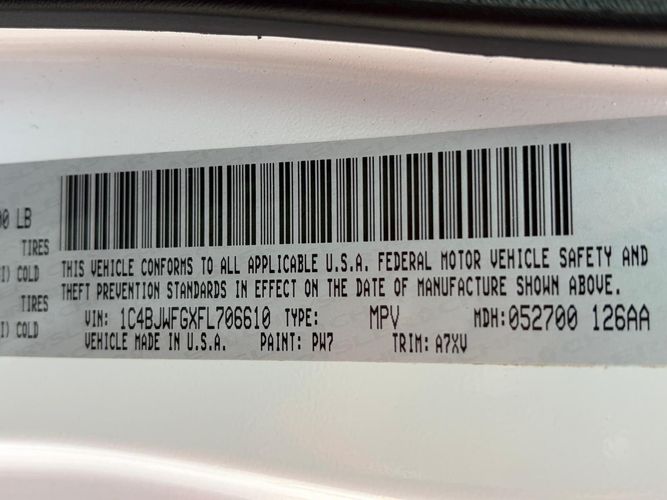 00 LB
TIRES
I) COLD
TIRES
I) COLD
THIS VEHICLE CONFORMS TO ALL APPLICABLE U.S.A. FEDERAL MOTOR VEHICLE SAFETY AND
THEFT PREVENTION STANDARDS IN EFFECT ON THE DATE OF MANUFACTURE SHOWN ABOVE.
VIN: 1C4BJWFGXFL706610 TYPE: MPV MDH:052700 126AA
VEHICLE MADE IN U.S.A. PAINT: PW7 TRIM: A7XV